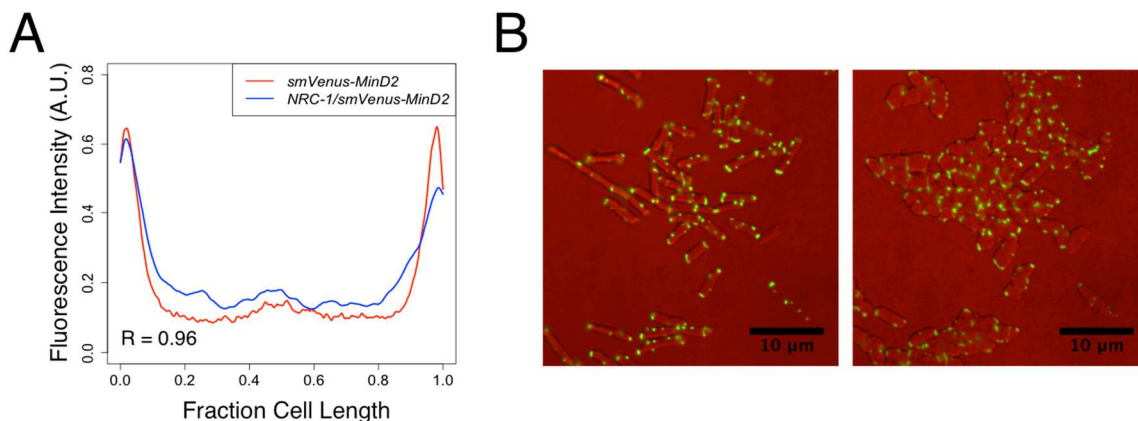 A
B
Fluorescence Intensity (A.U.)
0.8
0.6
0.4
0.2
0.0
smVenus-MinD2
NRC-1/smVenus-MinD2
R = 0.96
0.0 0.2 0.4 0.6 0.8 1.0
Fraction Cell Length
10 µm
10 µm